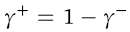 γ⁺ = 1 − γ⁻